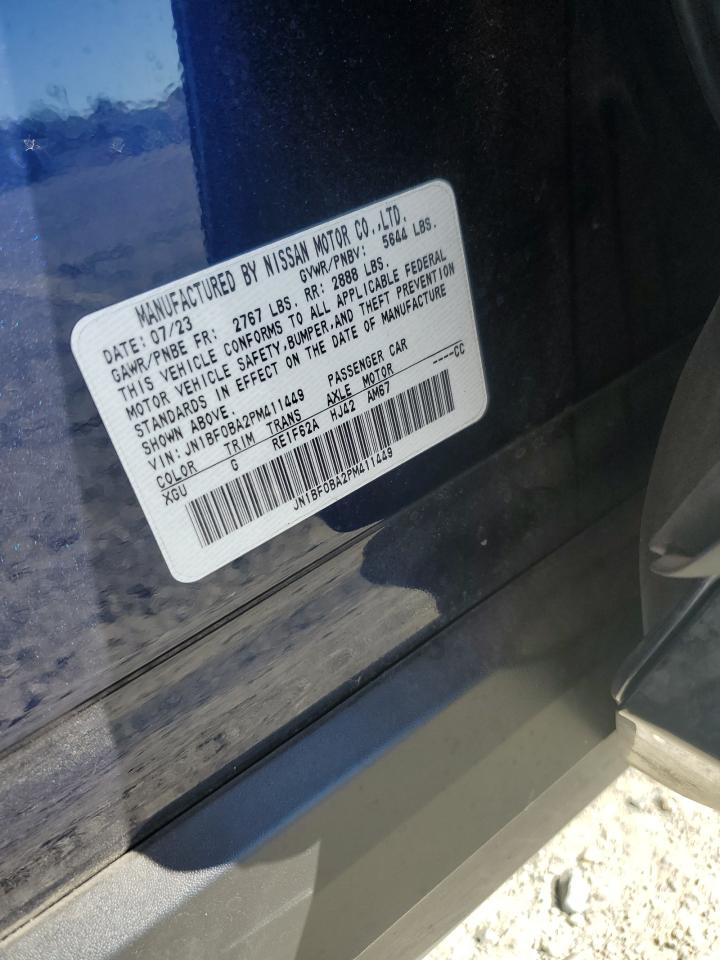 MANUFACTURED BY NISSAN MOTOR CO.,LTD.
DATE: 07/23 GVWR/PNBV: 5644 LBS.
GAWR/PNBE FR: 2767 LBS. RR: 2888 LBS.
THIS VEHICLE CONFORMS TO ALL APPLICABLE FEDERAL
MOTOR VEHICLE SAFETY,BUMPER,AND THEFT PREVENTION
STANDARDS IN EFFECT ON THE DATE OF MANUFACTURE
SHOWN ABOVE.
VIN: JN1BF0BA2PM411449 PASSENGER CAR
COLOR TRIM TRANS AXLE MOTOR
XGU G RE1F62A HJ42 AM67 ----CC
JN1BF0BA2PM411449